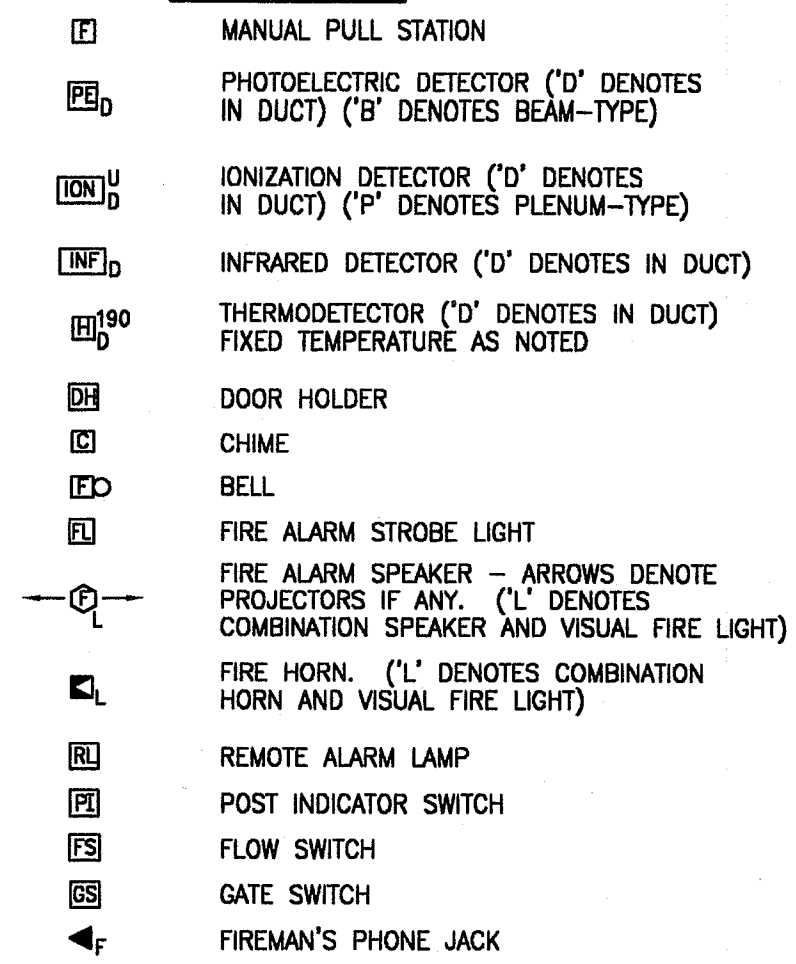 F MANUAL PULL STATION
PE D PHOTOELECTRIC DETECTOR ('D' DENOTES
IN DUCT) ('B' DENOTES BEAM-TYPE)
ION U D IONIZATION DETECTOR ('D' DENOTES
IN DUCT) ('P' DENOTES PLENUM-TYPE)
INF D INFRARED DETECTOR ('D' DENOTES IN DUCT)
H 190 D THERMODETECTOR ('D' DENOTES IN DUCT)
FIXED TEMPERATURE AS NOTED
DH DOOR HOLDER
C CHIME
F BELL
FL FIRE ALARM STROBE LIGHT
FIRE ALARM SPEAKER – ARROWS DENOTE
F L PROJECTORS IF ANY. ('L' DENOTES
COMBINATION SPEAKER AND VISUAL FIRE LIGHT)
L FIRE HORN. ('L' DENOTES COMBINATION
HORN AND VISUAL FIRE LIGHT)
RL REMOTE ALARM LAMP
PI POST INDICATOR SWITCH
FS FLOW SWITCH
GS GATE SWITCH
F FIREMAN'S PHONE JACK